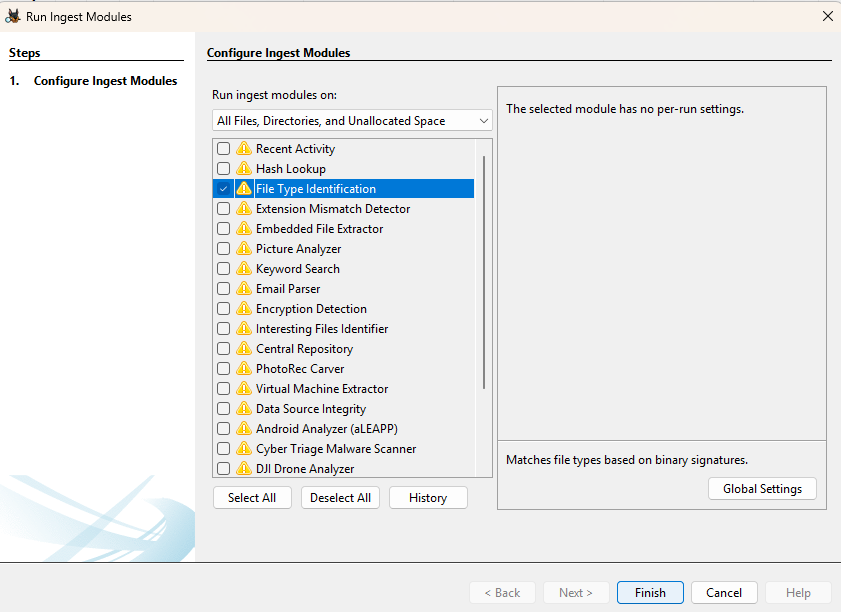 Run Ingest Modules
Steps
1. Configure Ingest Modules
Configure Ingest Modules
Run ingest modules on:
All Files, Directories, and Unallocated Space
Recent Activity
Hash Lookup
File Type Identification
Extension Mismatch Detector
Embedded File Extractor
Picture Analyzer
Keyword Search
Email Parser
Encryption Detection
Interesting Files Identifier
Central Repository
PhotoRec Carver
Virtual Machine Extractor
Data Source Integrity
Android Analyzer (aLEAPP)
Cyber Triage Malware Scanner
DJI Drone Analyzer
Select All
Deselect All
History
The selected module has no per-run settings.
Matches file types based on binary signatures.
Global Settings
< Back
Next >
Finish
Cancel
Help